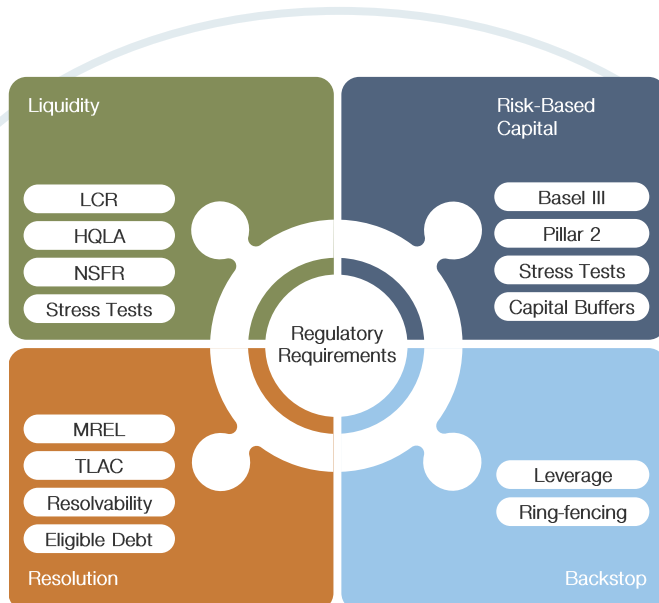 Liquidity
LCR
HQLA
NSFR
Stress Tests
Risk-Based
Capital
Basel III
Pillar 2
Stress Tests
Capital Buffers
Regulatory
Requirements
MREL
TLAC
Resolvability
Eligible Debt
Resolution
Leverage
Ring-fencing
Backstop